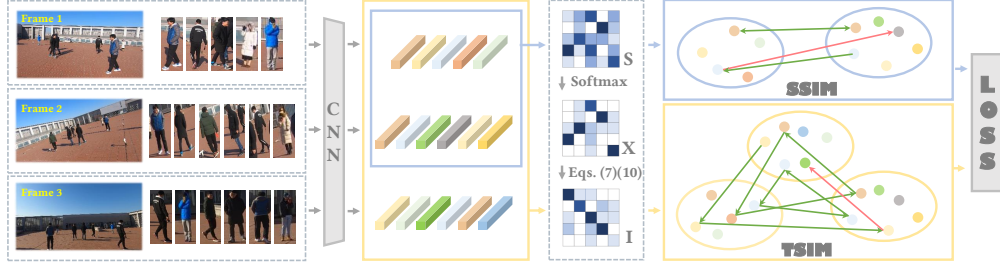 Frame 1
Frame 2
Frame 3
CNN
S
Softmax
X
Eqs. (7)(10)
I
SSIM
TSIM
LOSS